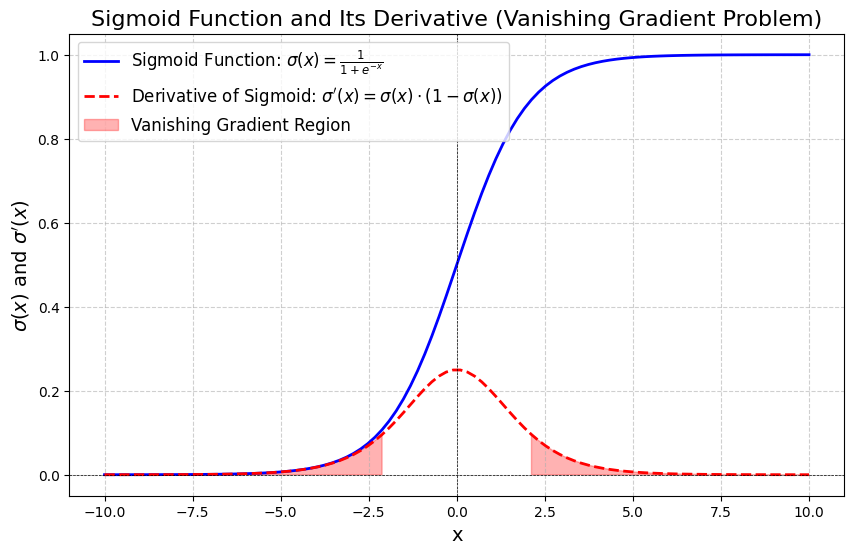 Sigmoid Function and Its Derivative (Vanishing Gradient Problem)
Sigmoid Function: σ(x) = 1/(1 + e^{-x})
Derivative of Sigmoid: σ′(x) = σ(x) · (1 − σ(x))
Vanishing Gradient Region
σ(x) and σ′(x)
1.0
0.8
0.6
0.4
0.2
0.0
−10.0 −7.5 −5.0 −2.5 0.0 2.5 5.0 7.5 10.0
x